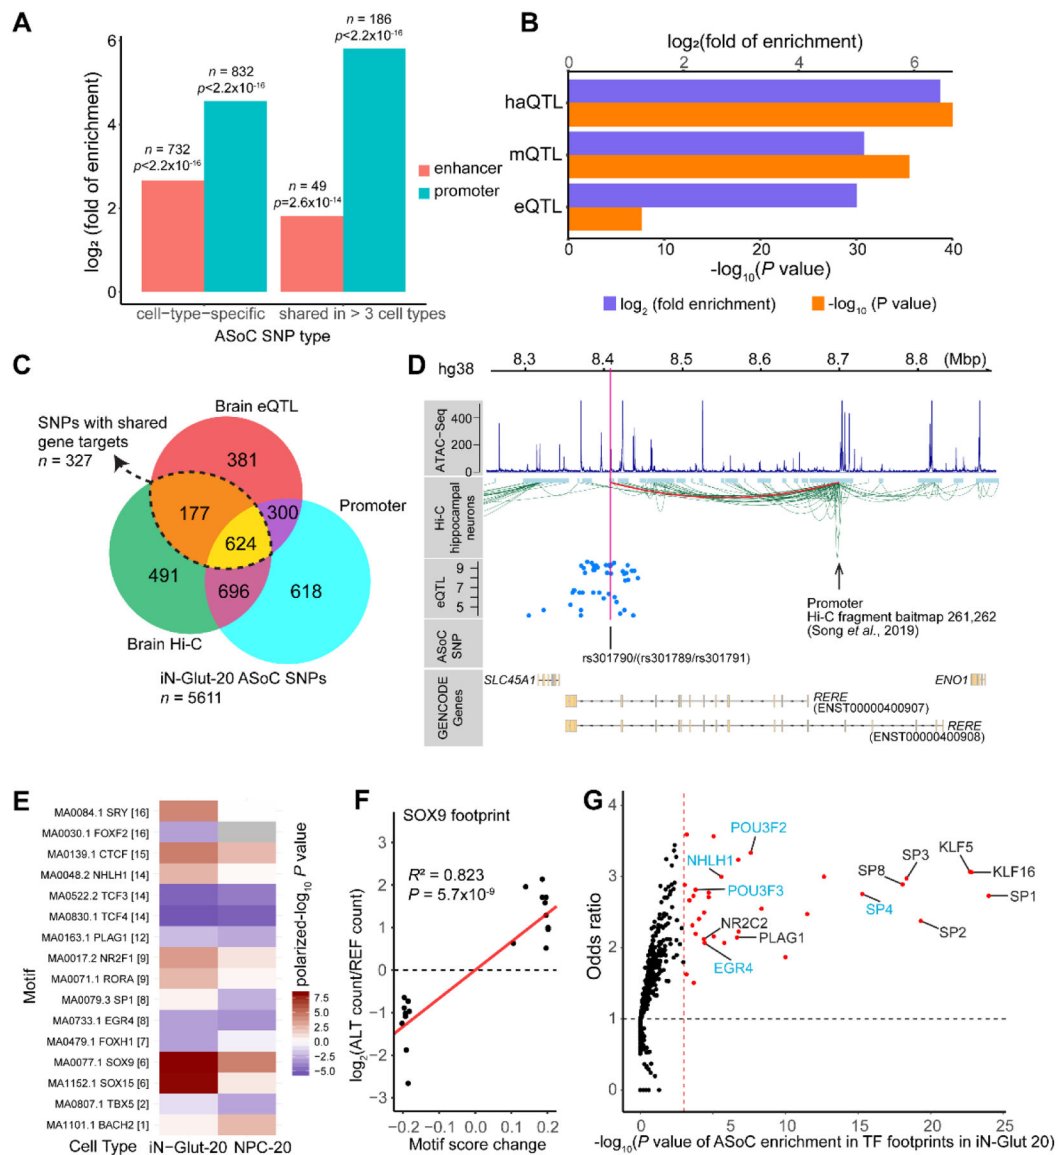 A
n = 186
p<2.2x10-16
n = 832
p<2.2x10-16
n = 732
p<2.2x10-16
n = 49
p=2.6x10-14
log₂ (fold of enrichment)
6
4
2
0
enhancer
promoter
cell−type−specific
shared in > 3 cell types
ASoC SNP type
B
log₂(fold of enrichment)
0 2 4 6
haQTL
mQTL
eQTL
0 10 20 30 40
-log10(P value)
log2 (fold enrichment)
-log10 (P value)
C
SNPs with shared
gene targets
n = 327
Brain eQTL
381
Promoter
177
300
624
491
696
618
Brain Hi-C
iN-Glut-20 ASoC SNPs
n = 5611
D
hg38
8.3 8.4 8.5 8.6 8.7 8.8 (Mbp)
ATAC−Seq
400
200
0
Hi-C
hippocampal
neurons
eQTL
9
7
5
Promoter
Hi-C fragment baitmap 261,262
(Song et al., 2019)
ASoC
SNP
rs301790/(rs301789/rs301791)
GENCODE
Genes
SLC45A1
ENO1
RERE
(ENST00000400907)
RERE
(ENST00000400908)
E
Motif
MA0084.1 SRY [16]
MA0030.1 FOXF2 [16]
MA0139.1 CTCF [15]
MA0048.2 NHLH1 [14]
MA0522.2 TCF3 [14]
MA0830.1 TCF4 [14]
MA0163.1 PLAG1 [12]
MA0017.2 NR2F1 [9]
MA0071.1 RORA [9]
MA0079.3 SP1 [8]
MA0733.1 EGR4 [8]
MA0479.1 FOXH1 [7]
MA0077.1 SOX9 [6]
MA1152.1 SOX15 [6]
MA0807.1 TBX5 [2]
MA1101.1 BACH2 [1]
Cell Type iN−Glut-20 NPC-20
polarized-log10 P value
7.5
5.0
2.5
0.0
−2.5
−5.0
F
SOX9 footprint
R2 = 0.823
P = 5.7x10-9
log2(ALT count/REF count)
3
2
1
0
−1
−2
−3
−0.2 −0.1 0.0 0.1 0.2
Motif score change
G
Odds ratio
4
3
2
1
0
POU3F2
NHLH1
POU3F3
NR2C2
PLAG1
EGR4
SP8
SP3
KLF5
KLF16
SP4
SP1
SP2
0 5 10 15 20 25
-log10(P value of ASoC enrichment in TF footprints in iN-Glut 20)